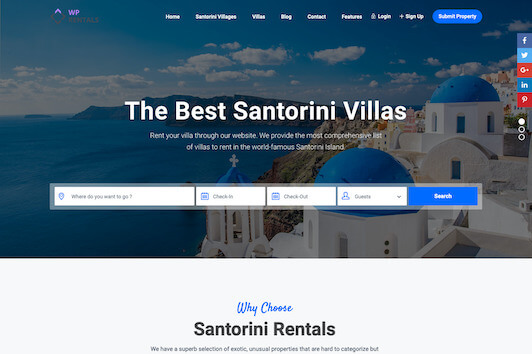 WP
RENTALS
Home
Santorini Villages
Villas
Blog
Contact
Features
Login
+ Sign Up
Submit Property
The Best Santorini Villas
Rent your villa through our website. We provide the most comprehensive list
of villas to rent in the world-famous Santorini Island.
Where do you want to go ?
Check-In
Check-Out
Guests
Search
Why Choose
Santorini Rentals
We have a superb selection of exotic, unusual properties that are hard to categorize but